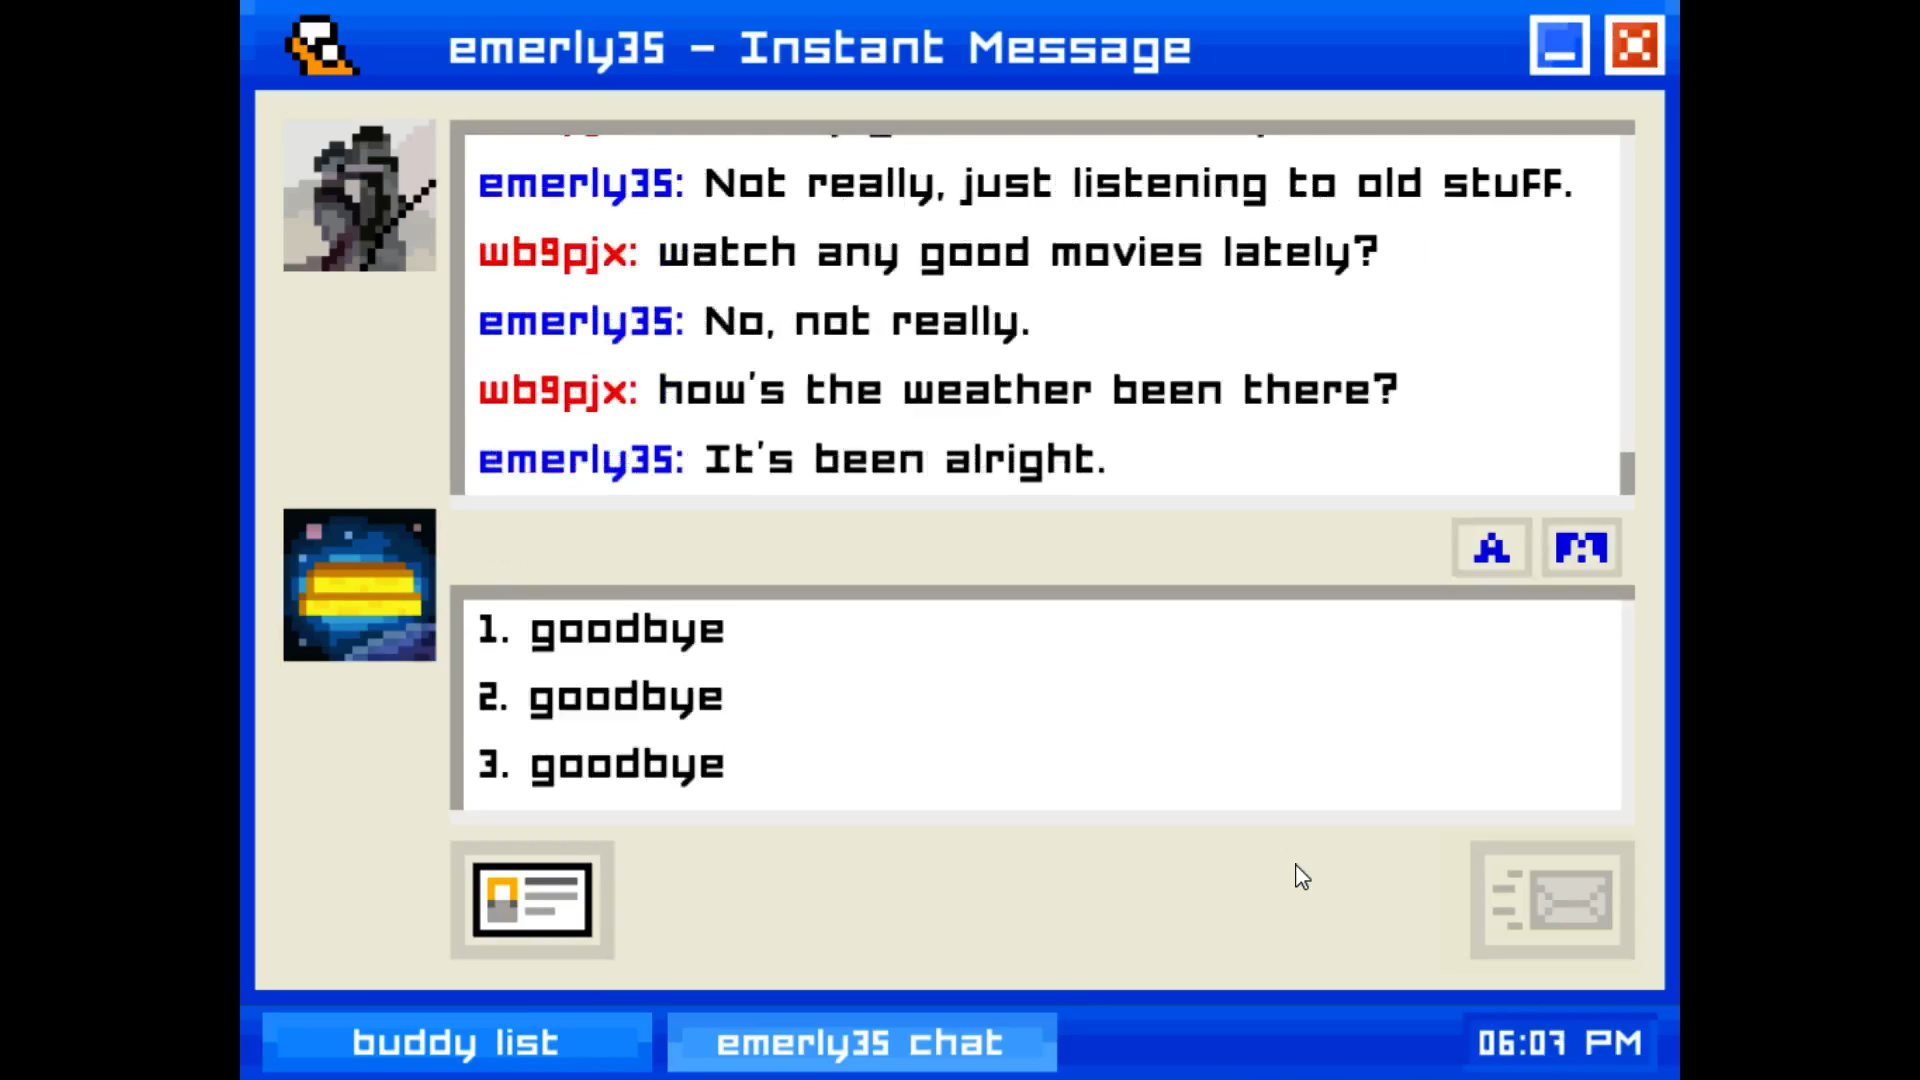 emerly35 - Instant Message
emerly35: Not really, just listening to old stuff.
wb9pjx: watch any good movies lately?
emerly35: No, not really.
wb9pjx: how's the weather been there?
emerly35: It's been alright.
A M
1. goodbye
2. goodbye
3. goodbye
buddy list
emerly35 chat
06:07 PM